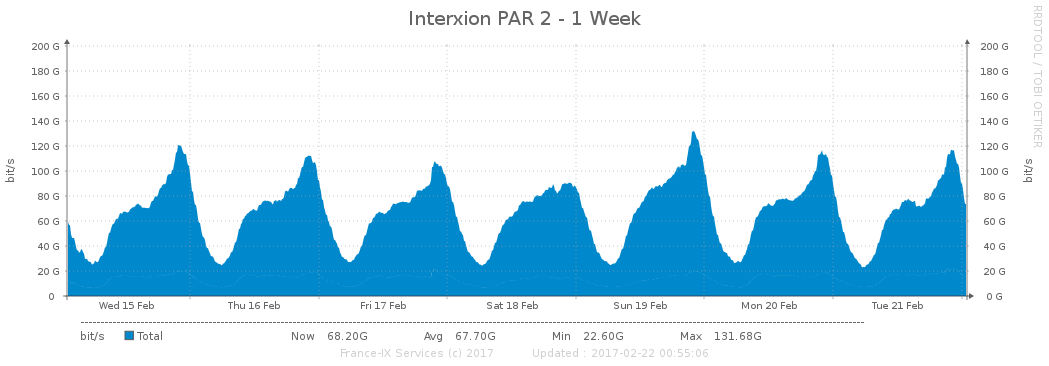 Interxion PAR 2 - 1 Week
RRDTOOL / TOBI OETIKER
bit/s
200 G 200 G
180 G 180 G
160 G 160 G
140 G 140 G
120 G 120 G
100 G 100 G
80 G 80 G
60 G 60 G
40 G 40 G
20 G 20 G
0 0 G
bit/s
Wed 15 Feb Thu 16 Feb Fri 17 Feb Sat 18 Feb Sun 19 Feb Mon 20 Feb Tue 21 Feb
bit/s Total Now 68.20G Avg 67.70G Min 22.60G Max 131.68G
France-IX Services (c) 2017 Updated : 2017-02-22 00:55:06